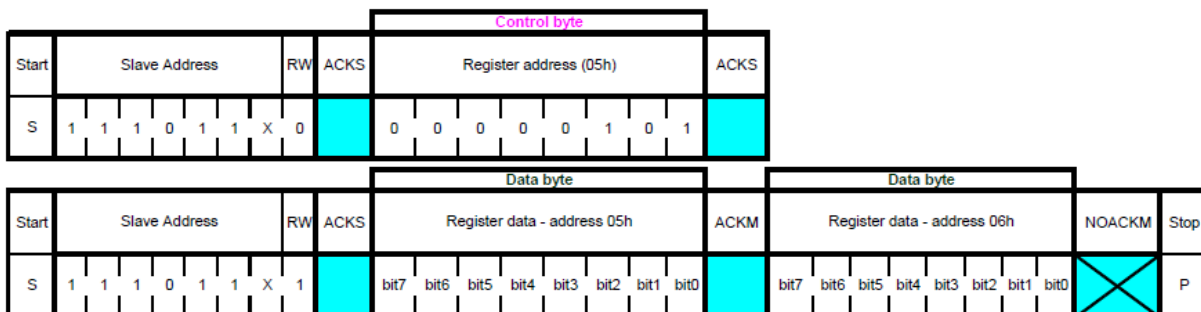 Control byte
Start Slave Address RW ACKS Register address (05h) ACKS
S 1 1 1 0 1 1 X 0 0 0 0 0 0 1 0 1
Data byte Data byte
Start Slave Address RW ACKS Register data - address 05h ACKM Register data - address 06h NOACKM Stop
S 1 1 1 0 1 1 X 1 bit7 bit6 bit5 bit4 bit3 bit2 bit1 bit0 bit7 bit6 bit5 bit4 bit3 bit2 bit1 bit0 P